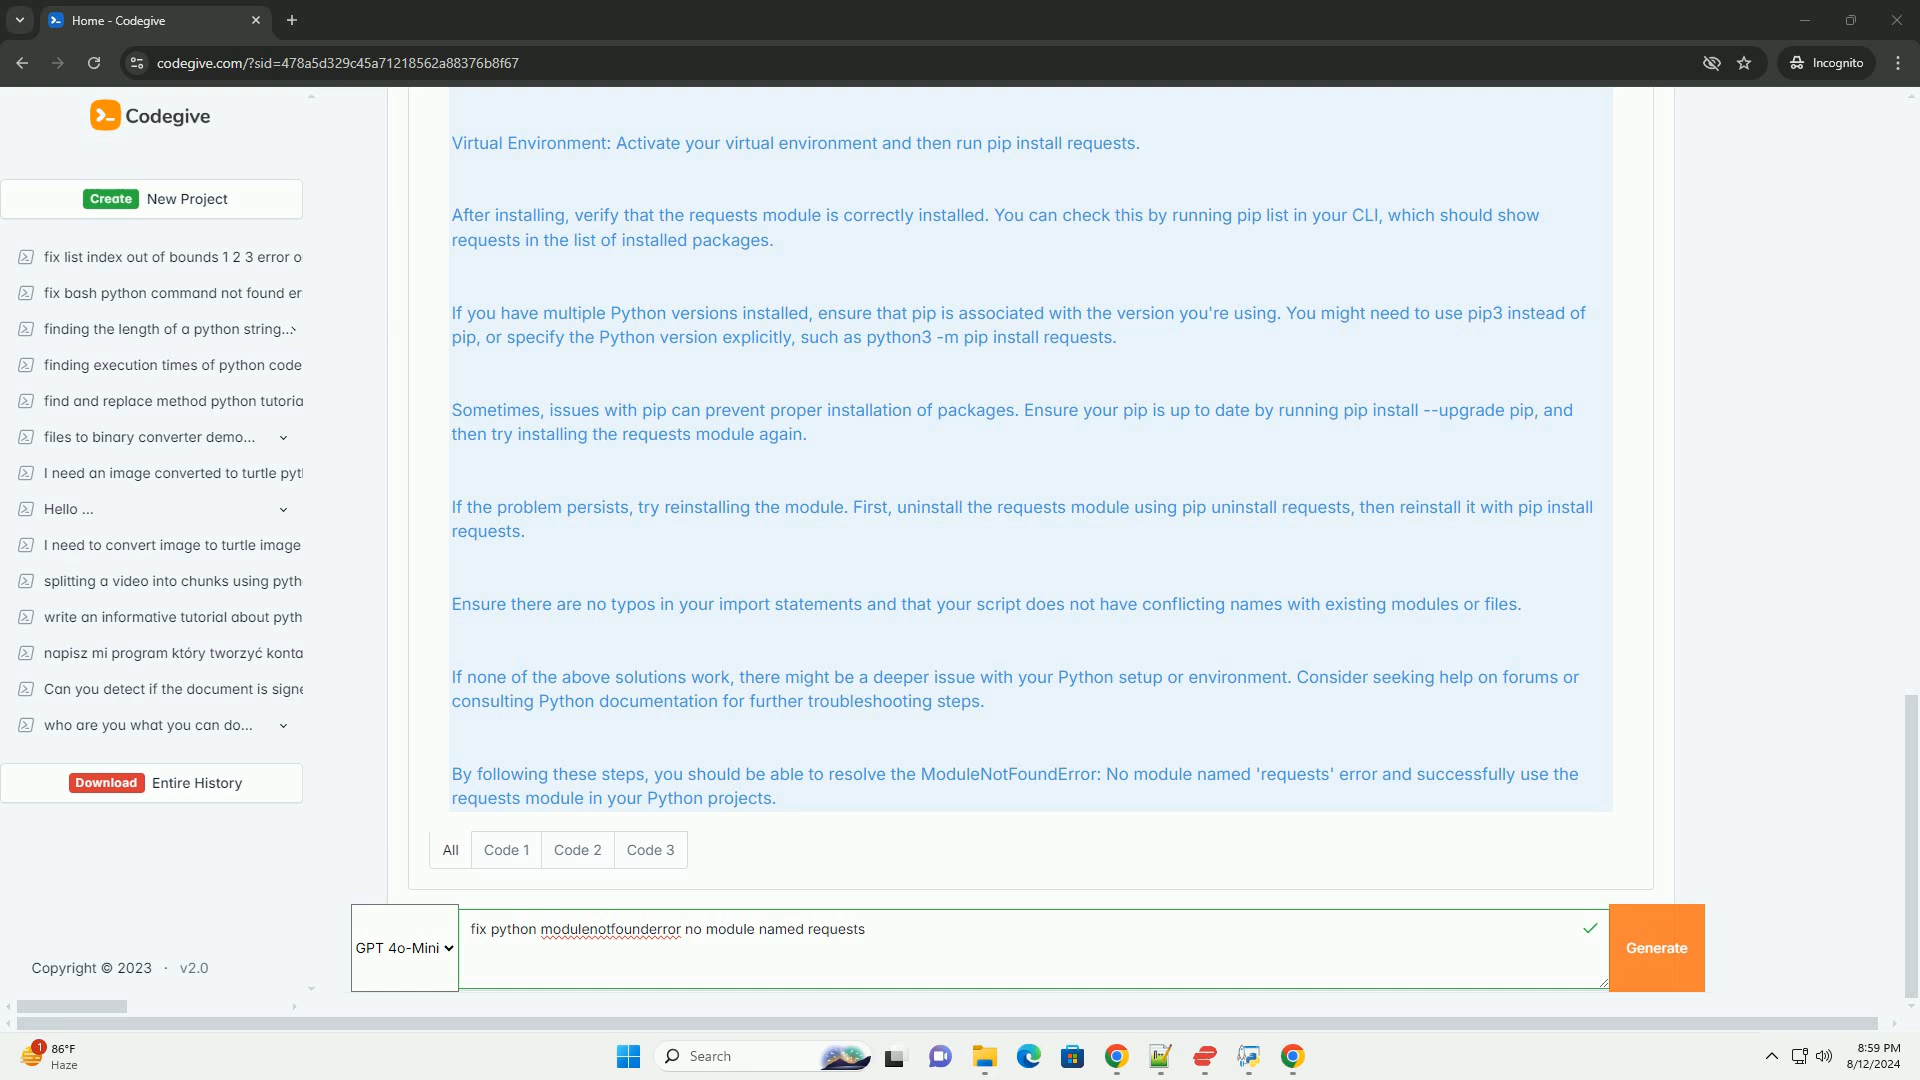 Home - Codegive
codegive.com/?sid=478a5d329c45a71218562a88376b8f67
Incognito
Codegive
Create New Project
fix list index out of bounds 1 2 3 error o
fix bash python command not found er
finding the length of a python string...
finding execution times of python code
find and replace method python tutoria
files to binary converter demo...
I need an image converted to turtle pyt
Hello ...
I need to convert image to turtle image
splitting a video into chunks using pyth
write an informative tutorial about pyth
napisz mi program który tworzyć konta
Can you detect if the document is signe
who are you what you can do...
Download Entire History
Copyright © 2023 · v2.0
Virtual Environment: Activate your virtual environment and then run pip install requests.
After installing, verify that the requests module is correctly installed. You can check this by running pip list in your CLI, which should show
requests in the list of installed packages.
If you have multiple Python versions installed, ensure that pip is associated with the version you're using. You might need to use pip3 instead of
pip, or specify the Python version explicitly, such as python3 -m pip install requests.
Sometimes, issues with pip can prevent proper installation of packages. Ensure your pip is up to date by running pip install --upgrade pip, and
then try installing the requests module again.
If the problem persists, try reinstalling the module. First, uninstall the requests module using pip uninstall requests, then reinstall it with pip install
requests.
Ensure there are no typos in your import statements and that your script does not have conflicting names with existing modules or files.
If none of the above solutions work, there might be a deeper issue with your Python setup or environment. Consider seeking help on forums or
consulting Python documentation for further troubleshooting steps.
By following these steps, you should be able to resolve the ModuleNotFoundError: No module named 'requests' error and successfully use the
requests module in your Python projects.
All Code 1 Code 2 Code 3
GPT 4o-Mini
fix python modulenotfounderror no module named requests
Generate
1
86°F
Haze
Search
8:59 PM
8/12/2024